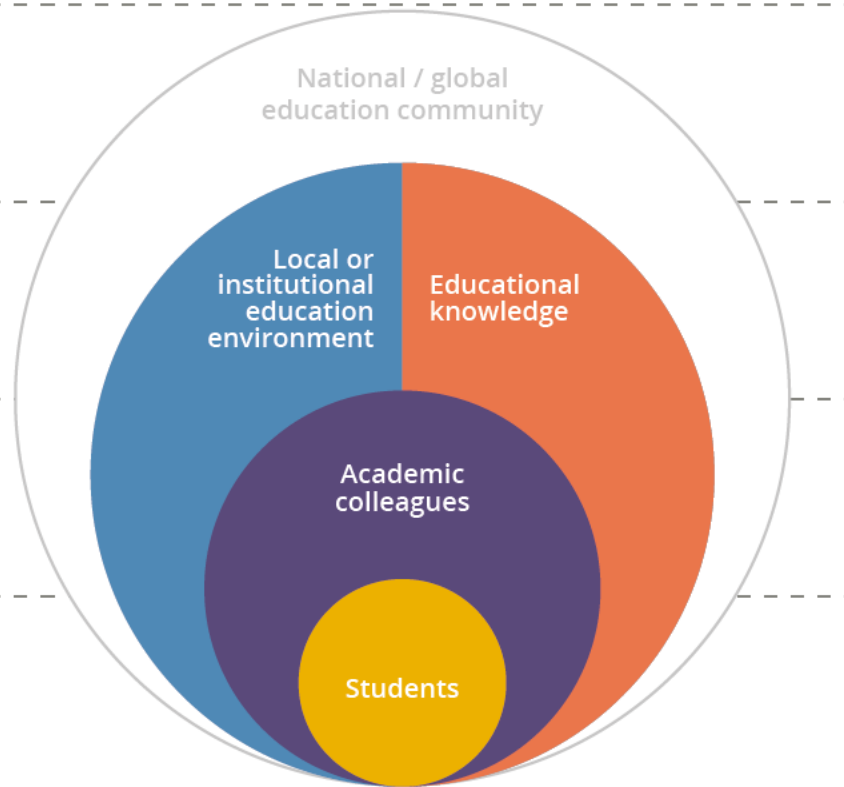 National / global
education community
Local or
institutional
education
environment
Educational
knowledge
Academic
colleagues
Students